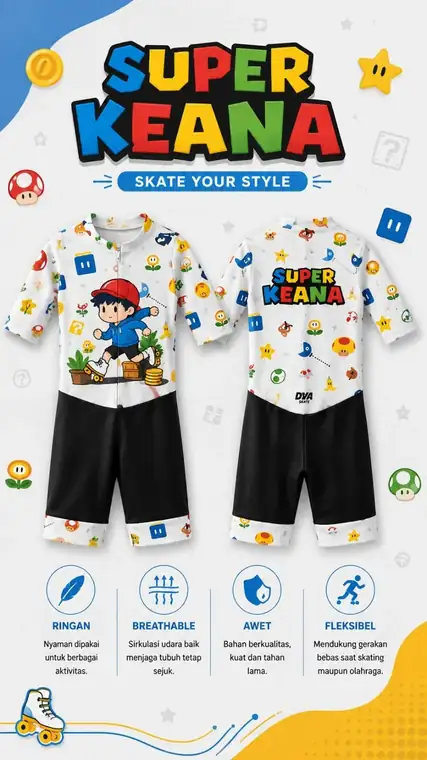 SUPER
KEANA
SKATE YOUR STYLE
SUPER
KEANA
DVA
SKATE
RINGAN
Nyaman dipakai
untuk berbagai
aktivitas.
BREATHABLE
Sirkulasi udara baik
menjaga tubuh tetap
sejuk.
AWET
Bahan berkualitas,
kuat dan tahan
lama.
FLEKSIBEL
Mendukung gerakan
bebas saat skating
maupun olahraga.